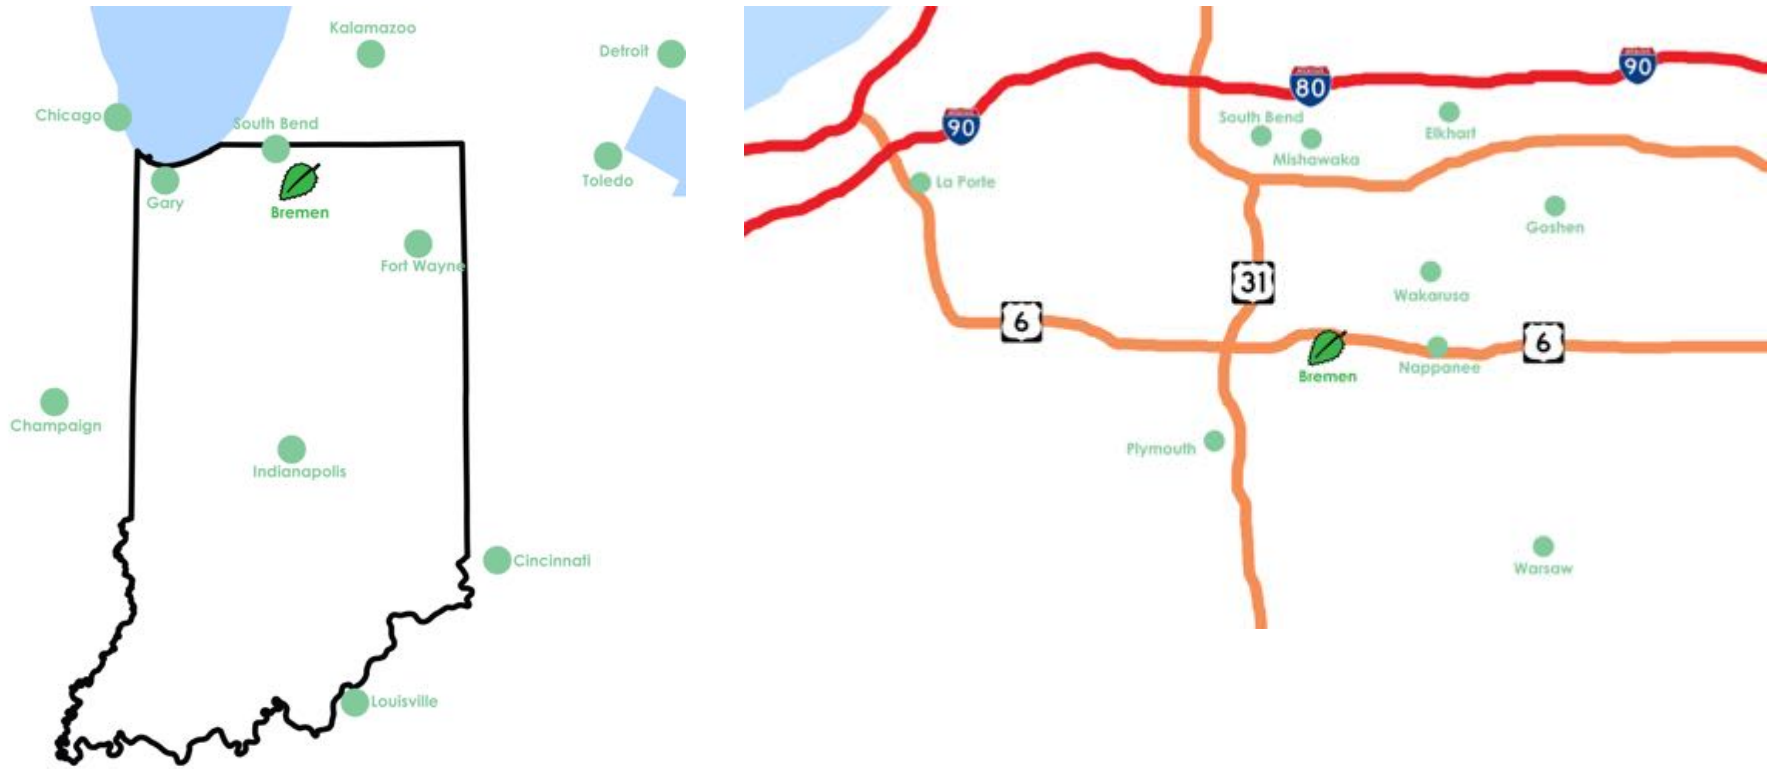 Kalamazoo
Detroit
Chicago
South Bend
Toledo
Gary
Bremen
Fort Wayne
Champaign
Indianapolis
Cincinnati
Louisville
90
80
90
South Bend
Elkhart
Mishawaka
La Porte
Goshen
31
Wakarusa
6
6
Bremen
Nappanee
Plymouth
Warsaw